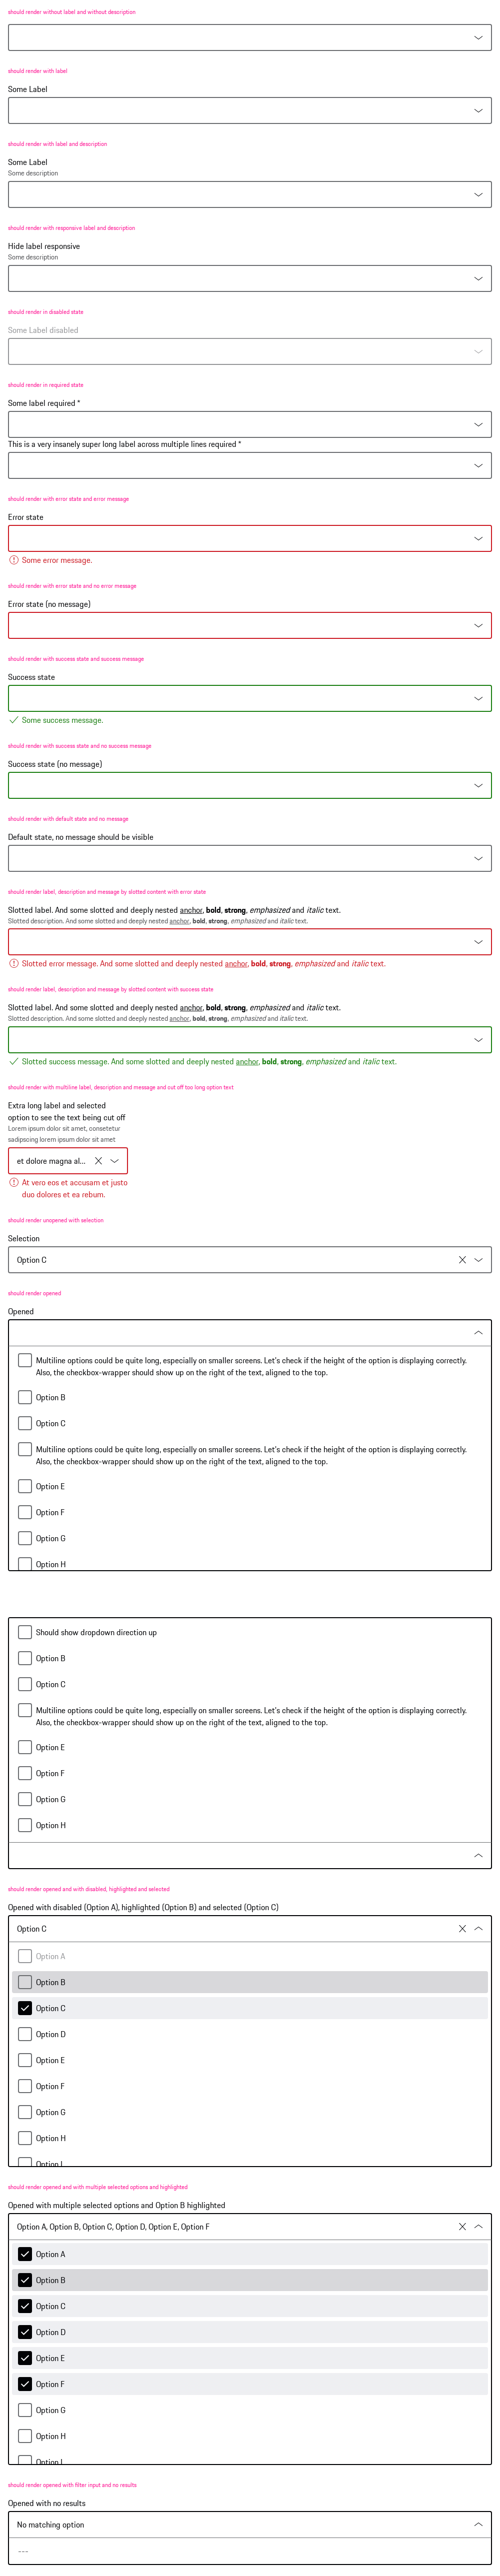 should render without label and without description
should render with label
Some Label
should render with label and description
Some Label
Some description
should render with responsive label and description
Hide label responsive
Some description
should render in disabled state
Some Label disabled
should render in required state
Some label required *
This is a very insanely super long label across multiple lines required *
should render with error state and error message
Error state
Some error message.
should render with error state and no error message
Error state (no message)
should render with success state and success message
Success state
Some success message.
should render with success state and no success message
Success state (no message)
should render with default state and no message
Default state, no message should be visible
should render label, description and message by slotted content with error state
Slotted label. And some slotted and deeply nested anchor, bold, strong, emphasized and italic text.
Slotted description. And some slotted and deeply nested anchor, bold, strong, emphasized and italic text.
Slotted error message. And some slotted and deeply nested anchor, bold, strong, emphasized and italic text.
should render label, description and message by slotted content with success state
Slotted label. And some slotted and deeply nested anchor, bold, strong, emphasized and italic text.
Slotted description. And some slotted and deeply nested anchor, bold, strong, emphasized and italic text.
Slotted success message. And some slotted and deeply nested anchor, bold, strong, emphasized and italic text.
should render with multiline label, description and message and cut off too long option text
Extra long label and selected
option to see the text being cut off
Lorem ipsum dolor sit amet, consetetur
sadipscing lorem ipsum dolor sit amet
et dolore magna al...
At vero eos et accusam et justo
duo dolores et ea rebum.
should render unopened with selection
Selection
Option C
should render opened
Opened
Multiline options could be quite long, especially on smaller screens. Let's check if the height of the option is displaying correctly.
Also, the checkbox-wrapper should show up on the right of the text, aligned to the top.
Option B
Option C
Multiline options could be quite long, especially on smaller screens. Let's check if the height of the option is displaying correctly.
Also, the checkbox-wrapper should show up on the right of the text, aligned to the top.
Option E
Option F
Option G
Option H
Should show dropdown direction up
Option B
Option C
Multiline options could be quite long, especially on smaller screens. Let's check if the height of the option is displaying correctly.
Also, the checkbox-wrapper should show up on the right of the text, aligned to the top.
Option E
Option F
Option G
Option H
should render opened and with disabled, highlighted and selected
Opened with disabled (Option A), highlighted (Option B) and selected (Option C)
Option C
Option A
Option B
Option C
Option D
Option E
Option F
Option G
Option H
Option I
should render opened and with multiple selected options and highlighted
Opened with multiple selected options and Option B highlighted
Option A, Option B, Option C, Option D, Option E, Option F
Option A
Option B
Option C
Option D
Option E
Option F
Option G
Option H
Option I
should render opened with filter input and no results
Opened with no results
No matching option
---